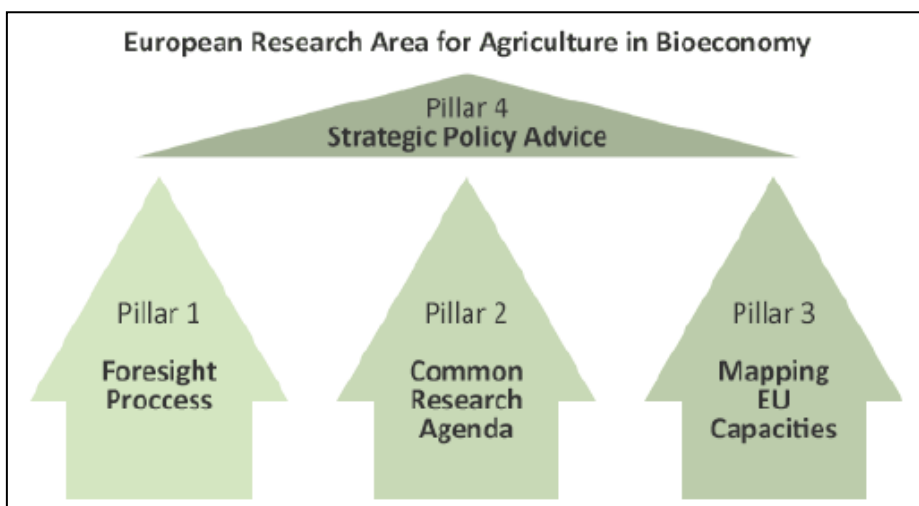 European Research Area for Agriculture in Bioeconomy
Pillar 4
Strategic Policy Advice
Pillar 1
Foresight
Proccess
Pillar 2
Common
Research
Agenda
Pillar 3
Mapping
EU
Capacities